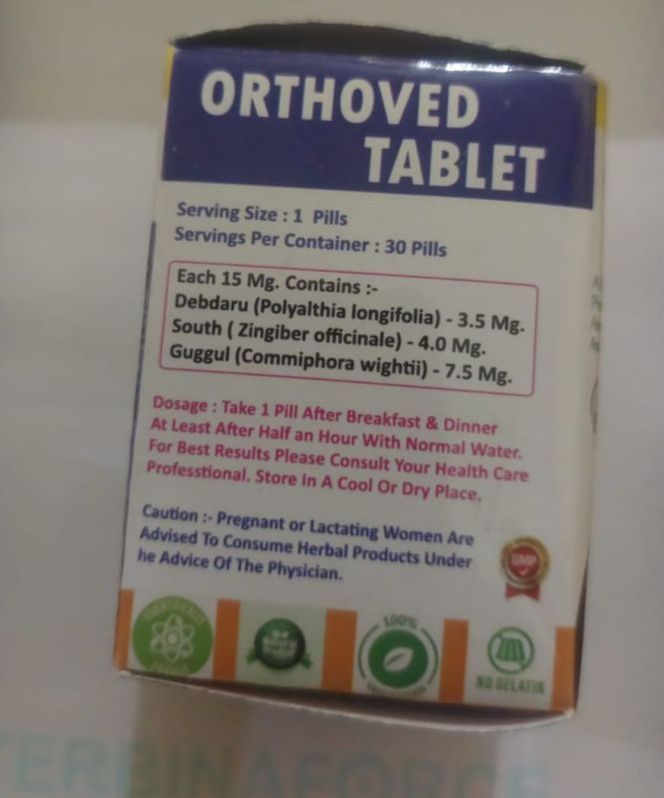 ORTHOVED
TABLET
Serving Size : 1 Pills
Servings Per Container : 30 Pills
Each 15 Mg. Contains :-
Debdaru (Polyalthia longifolia) - 3.5 Mg.
South ( Zingiber officinale) - 4.0 Mg.
Guggul (Commiphora wightii) - 7.5 Mg.
Dosage : Take 1 Pill After Breakfast & Dinner
At Least After Half an Hour With Normal Water.
For Best Results Please Consult Your Health Care
Professtional. Store In A Cool Or Dry Place.
Caution :- Pregnant or Lactating Women Are
Advised To Consume Herbal Products Under
he Advice Of The Physician.
GMP
100%
NO GELATIN
TERBINAFORCE